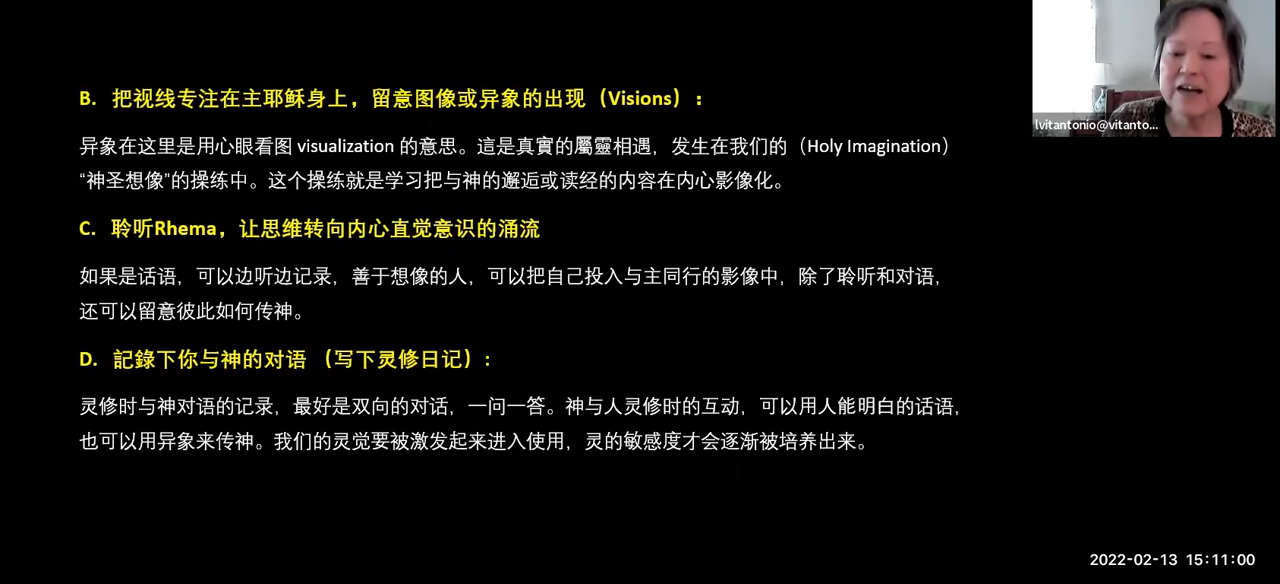 B. 把视线专注在主耶稣身上，留意图像或异象的出现（Visions）：
异象在这里是用心眼看图 visualization 的意思。這是真實的屬靈相遇，发生在我们的（Holy Imagination）
“神圣想像”的操练中。这个操练就是学习把与神的邂逅或读经的内容在内心影像化。
C. 聆听Rhema，让思维转向内心直觉意识的涌流
如果是话语，可以边听边记录，善于想像的人，可以把自己投入与主同行的影像中，除了聆听和对语，
还可以留意彼此如何传神。
D. 記錄下你与神的对语 （写下灵修日记）：
灵修时与神对语的记录，最好是双向的对话，一问一答。神与人灵修时的互动，可以用人能明白的话语，
也可以用异象来传神。我们的灵觉要被激发起来进入使用，灵的敏感度才会逐渐被培养出来。
lvitantonio@vitanto...
2022-02-13 15:11:00